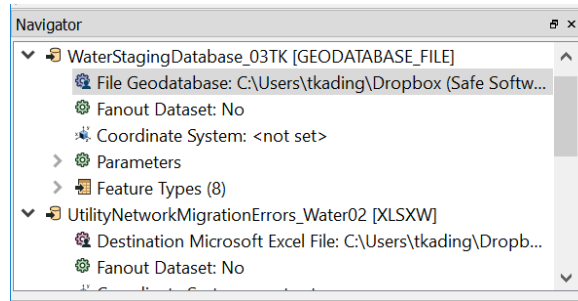 Navigator
WaterStagingDatabase_03TK [GEODATABASE_FILE]
File Geodatabase: C:\Users\tkading\Dropbox (Safe Softw...
Fanout Dataset: No
Coordinate System: <not set>
Parameters
Feature Types (8)
UtilityNetworkMigrationErrors_Water02 [XLSXW]
Destination Microsoft Excel File: C:\Users\tkading\Dropb...
Fanout Dataset: No